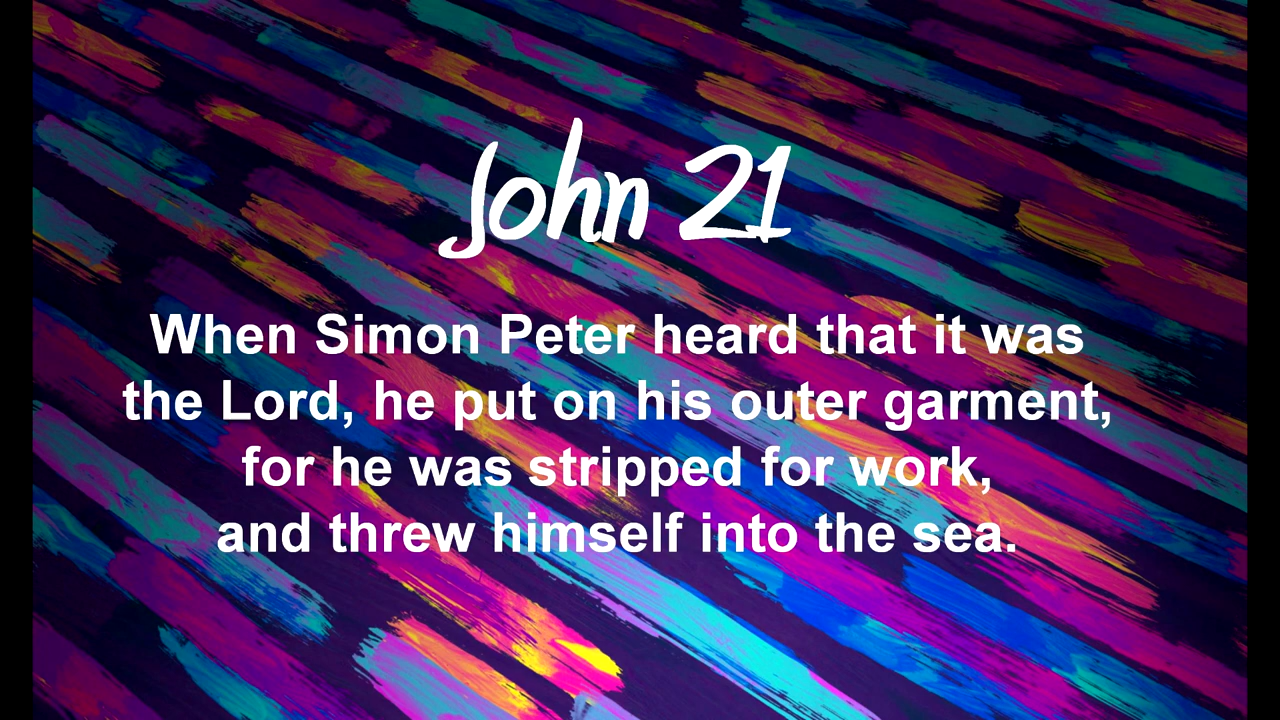 John 21
When Simon Peter heard that it was
the Lord, he put on his outer garment,
for he was stripped for work,
and threw himself into the sea.